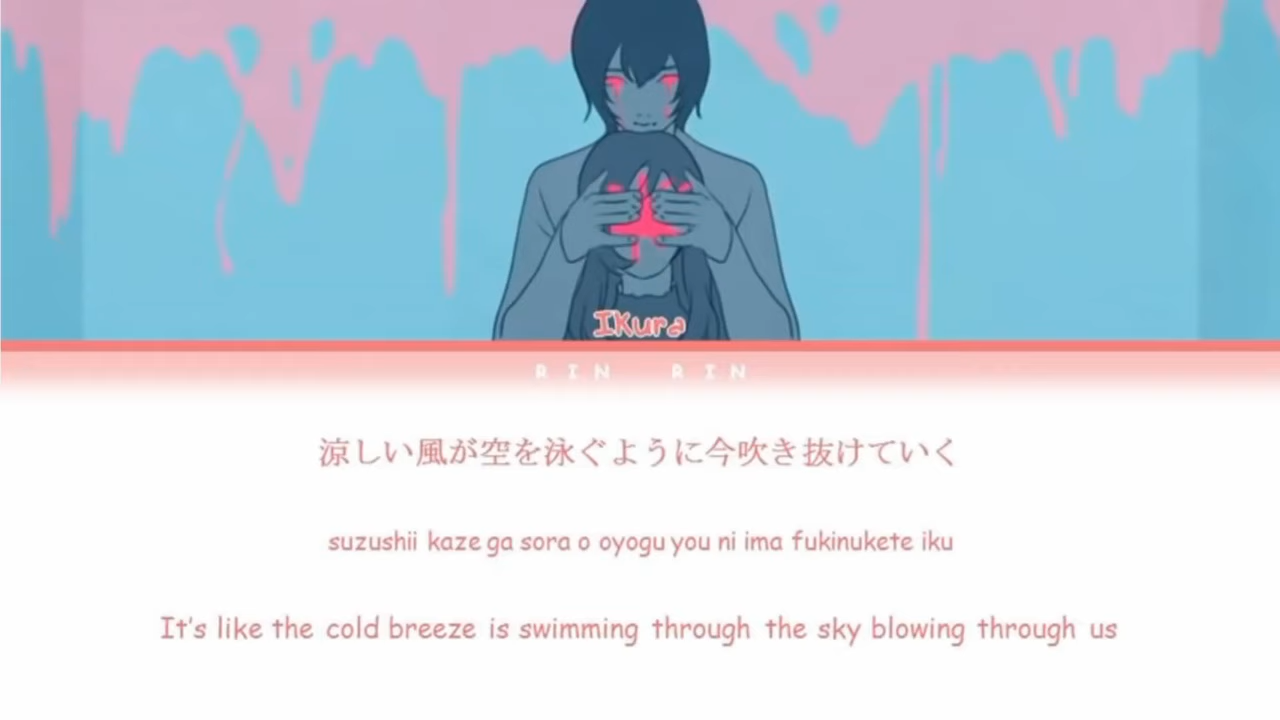 IKura
RIN RIN
涼しい風が空を泳ぐように今吹き抜けていく
suzushii kaze ga sora o oyogu you ni ima fukinukete iku
It's like the cold breeze is swimming through the sky blowing through us